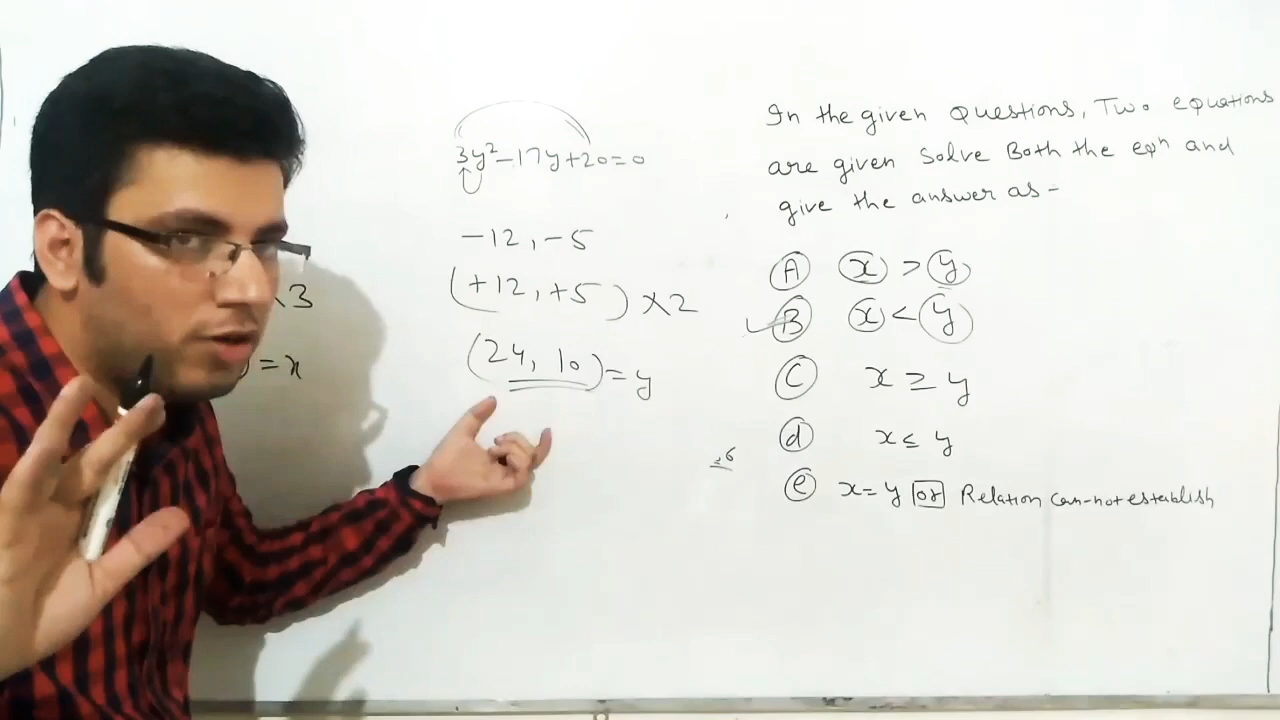 3y²-17y+20=0
-12, -5
(+12, +5) ×2
(24, 10) = y
×3
) = x
In the given Questions, Two equations
are given Solve Both the eqn and
give the answer as -
(A) x > y
(B) x < y
(C) x ≥ y
(d) x ≤ y
(e) x = y or Relation can-not establish